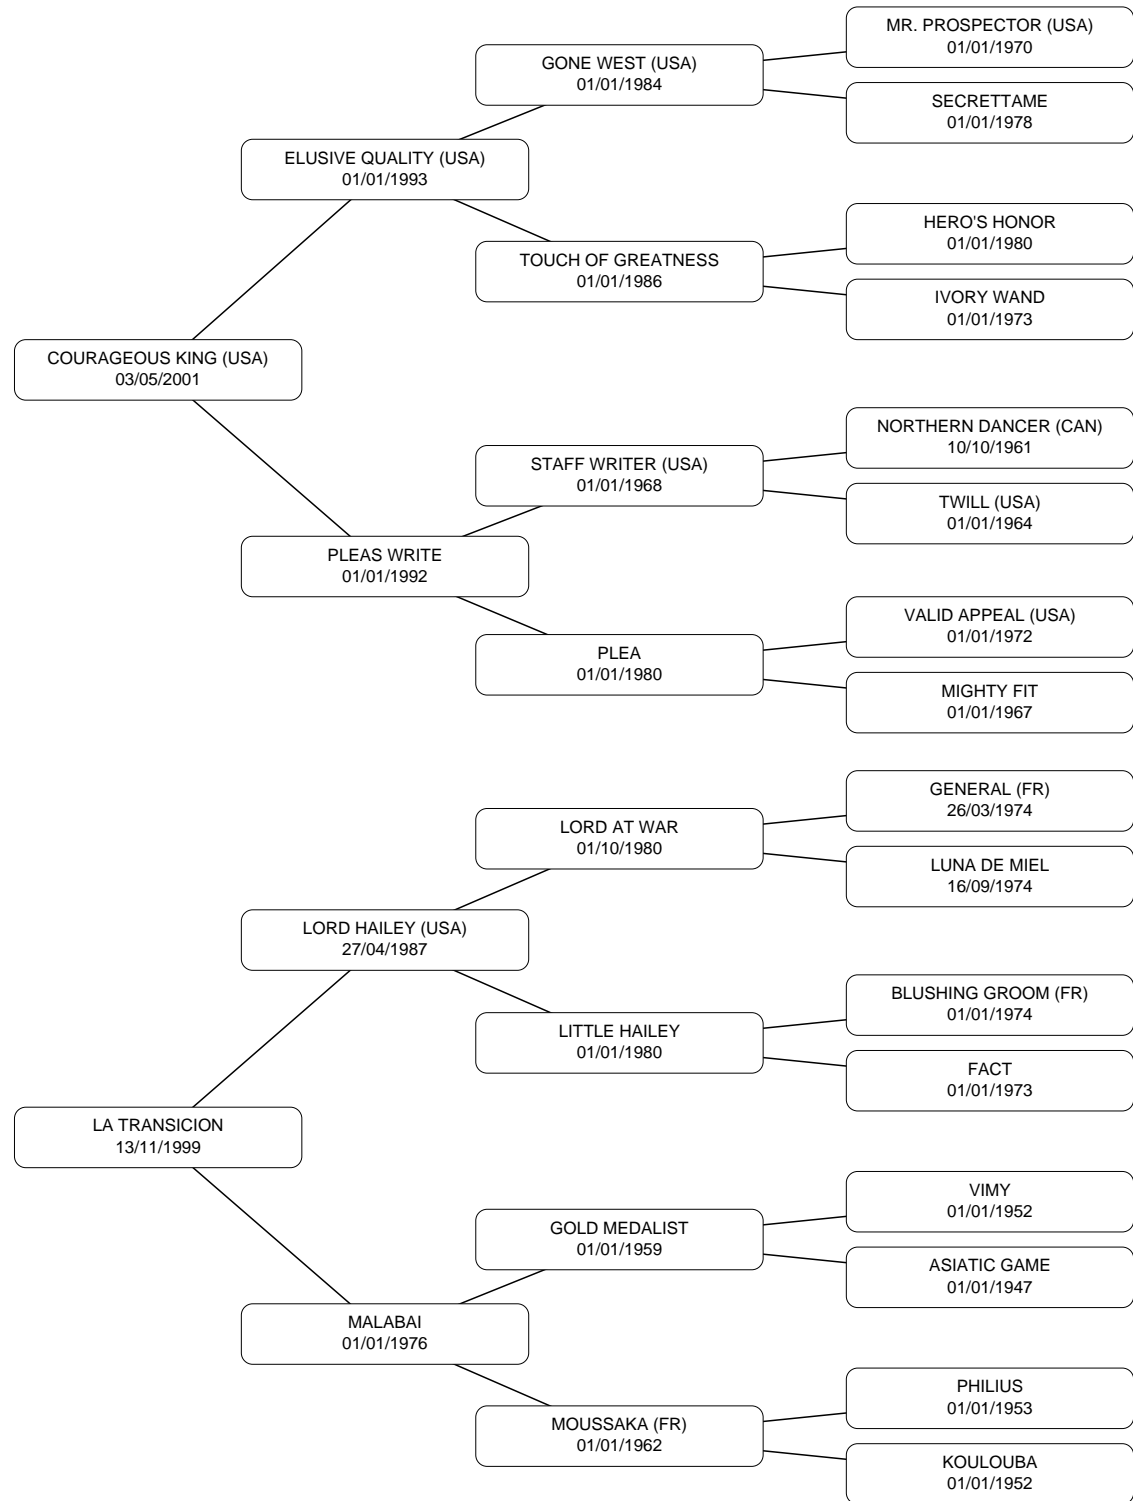 MR. PROSPECTOR (USA)
01/01/1970
GONE WEST (USA)
01/01/1984
SECRETTAME
01/01/1978
ELUSIVE QUALITY (USA)
01/01/1993
HERO'S HONOR
01/01/1980
TOUCH OF GREATNESS
01/01/1986
IVORY WAND
01/01/1973
COURAGEOUS KING (USA)
03/05/2001
NORTHERN DANCER (CAN)
10/10/1961
STAFF WRITER (USA)
01/01/1968
TWILL (USA)
01/01/1964
PLEAS WRITE
01/01/1992
VALID APPEAL (USA)
01/01/1972
PLEA
01/01/1980
MIGHTY FIT
01/01/1967
GENERAL (FR)
26/03/1974
LORD AT WAR
01/10/1980
LUNA DE MIEL
16/09/1974
LORD HAILEY (USA)
27/04/1987
BLUSHING GROOM (FR)
01/01/1974
LITTLE HAILEY
01/01/1980
FACT
01/01/1973
LA TRANSICION
13/11/1999
VIMY
01/01/1952
GOLD MEDALIST
01/01/1959
ASIATIC GAME
01/01/1947
MALABAI
01/01/1976
PHILIUS
01/01/1953
MOUSSAKA (FR)
01/01/1962
KOULOUBA
01/01/1952